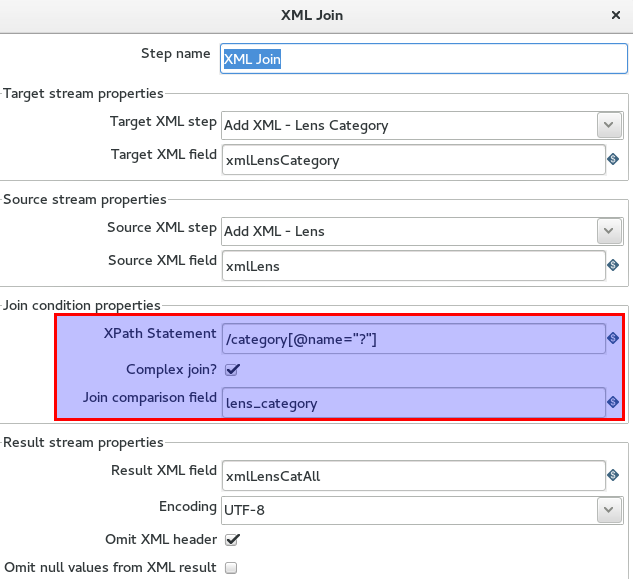 XML Join ×
Step name XML Join
Target stream properties
Target XML step Add XML - Lens Category
Target XML field xmlLensCategory
Source stream properties
Source XML step Add XML - Lens
Source XML field xmlLens
Join condition properties
XPath Statement /category[@name="?"]
Complex join?
Join comparison field lens_category
Result stream properties
Result XML field xmlLensCatAll
Encoding UTF-8
Omit XML header
Omit null values from XML result